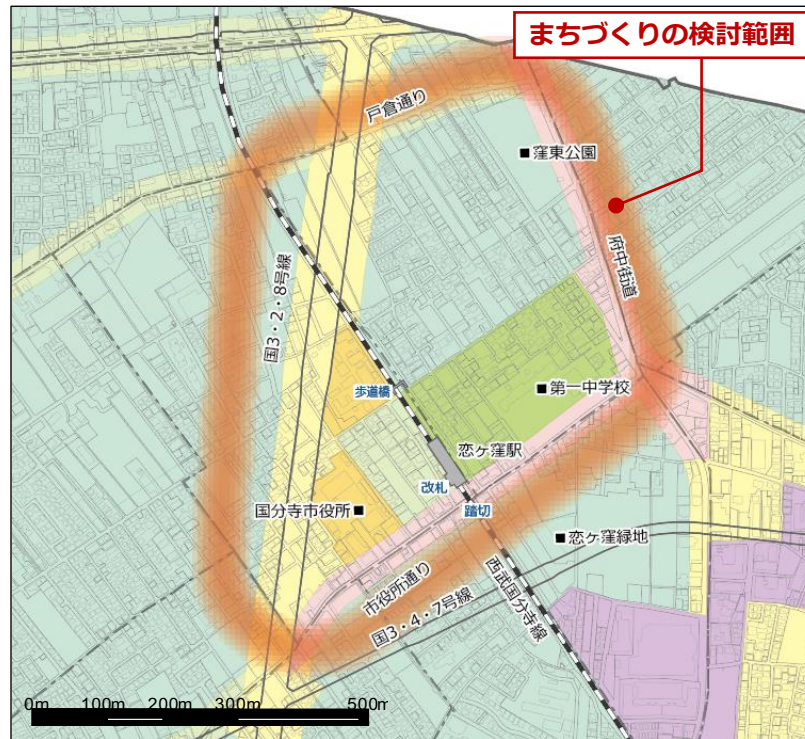 まちづくりの検討範囲
戸倉通り
■窪東公園
府中街道
国3・2・8号線
歩道橋
■第一中学校
恋ヶ窪駅
改札
国分寺市役所■
踏切
■恋ヶ窪緑地
市役所通り
国3・4・7号線
西武国分寺線
0m 100m 200m 300m 500m